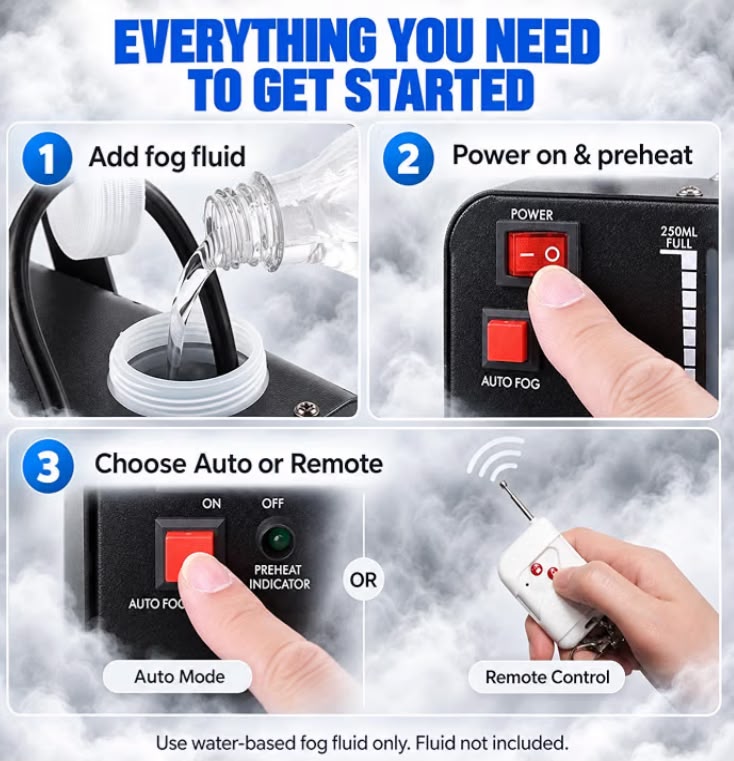 EVERYTHING YOU NEED
TO GET STARTED
1 Add fog fluid
2 Power on & preheat
POWER
250ML
FULL
AUTO FOG
3 Choose Auto or Remote
ON OFF
PREHEAT
INDICATOR
AUTO FOG
OR
Auto Mode
Remote Control
Use water-based fog fluid only. Fluid not included.